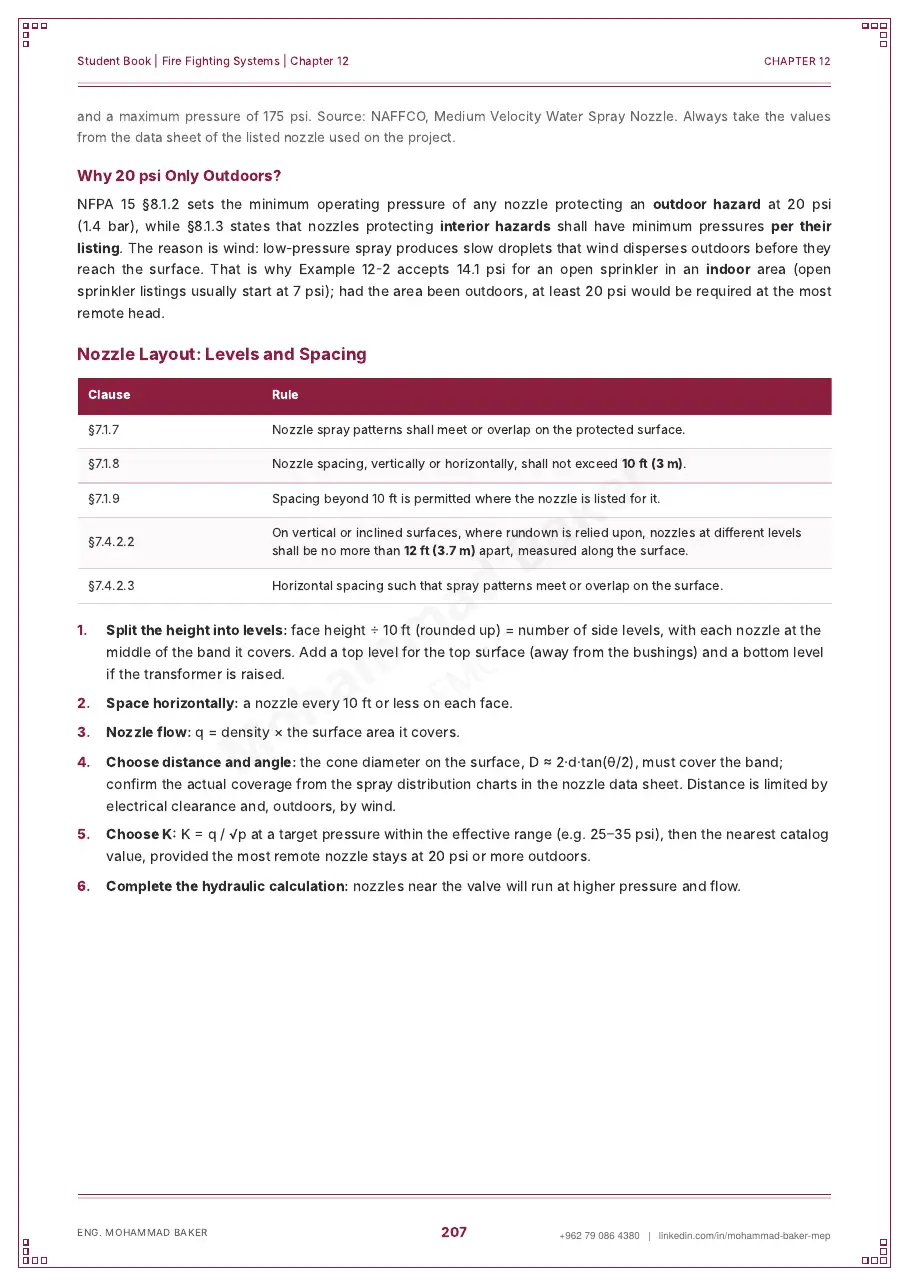 Student Book | Fire Fighting Systems | Chapter 12
CHAPTER 12
and a maximum pressure of 175 psi. Source: NAFFCO, Medium Velocity Water Spray Nozzle. Always take the values
from the data sheet of the listed nozzle used on the project.
Why 20 psi Only Outdoors?
NFPA 15 §8.1.2 sets the minimum operating pressure of any nozzle protecting an outdoor hazard at 20 psi
(1.4 bar), while §8.1.3 states that nozzles protecting interior hazards shall have minimum pressures per their
listing. The reason is wind: low-pressure spray produces slow droplets that wind disperses outdoors before they
reach the surface. That is why Example 12-2 accepts 14.1 psi for an open sprinkler in an indoor area (open
sprinkler listings usually start at 7 psi); had the area been outdoors, at least 20 psi would be required at the most
remote head.
Nozzle Layout: Levels and Spacing
Clause Rule
§7.1.7 Nozzle spray patterns shall meet or overlap on the protected surface.
§7.1.8 Nozzle spacing, vertically or horizontally, shall not exceed 10 ft (3 m).
§7.1.9 Spacing beyond 10 ft is permitted where the nozzle is listed for it.
§7.4.2.2 On vertical or inclined surfaces, where rundown is relied upon, nozzles at different levels
shall be no more than 12 ft (3.7 m) apart, measured along the surface.
§7.4.2.3 Horizontal spacing such that spray patterns meet or overlap on the surface.
1. Split the height into levels: face height ÷ 10 ft (rounded up) = number of side levels, with each nozzle at the
middle of the band it covers. Add a top level for the top surface (away from the bushings) and a bottom level
if the transformer is raised.
2. Space horizontally: a nozzle every 10 ft or less on each face.
3. Nozzle flow: q = density × the surface area it covers.
4. Choose distance and angle: the cone diameter on the surface, D ≈ 2·d·tan(θ/2), must cover the band;
confirm the actual coverage from the spray distribution charts in the nozzle data sheet. Distance is limited by
electrical clearance and, outdoors, by wind.
5. Choose K: K = q / √p at a target pressure within the effective range (e.g. 25–35 psi), then the nearest catalog
value, provided the most remote nozzle stays at 20 psi or more outdoors.
6. Complete the hydraulic calculation: nozzles near the valve will run at higher pressure and flow.
Mohammad Baker
ENG. MOHAMMAD BAKER
207
+962 79 086 4380 | linkedin.com/in/mohammad-baker-mep